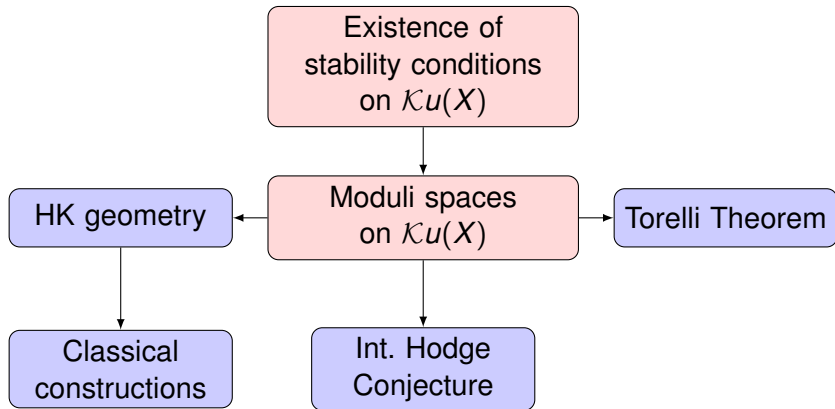 Existence of
stability conditions
on 𝒦u(X)
HK geometry
Moduli spaces
on 𝒦u(X)
Torelli Theorem
Classical
constructions
Int. Hodge
Conjecture